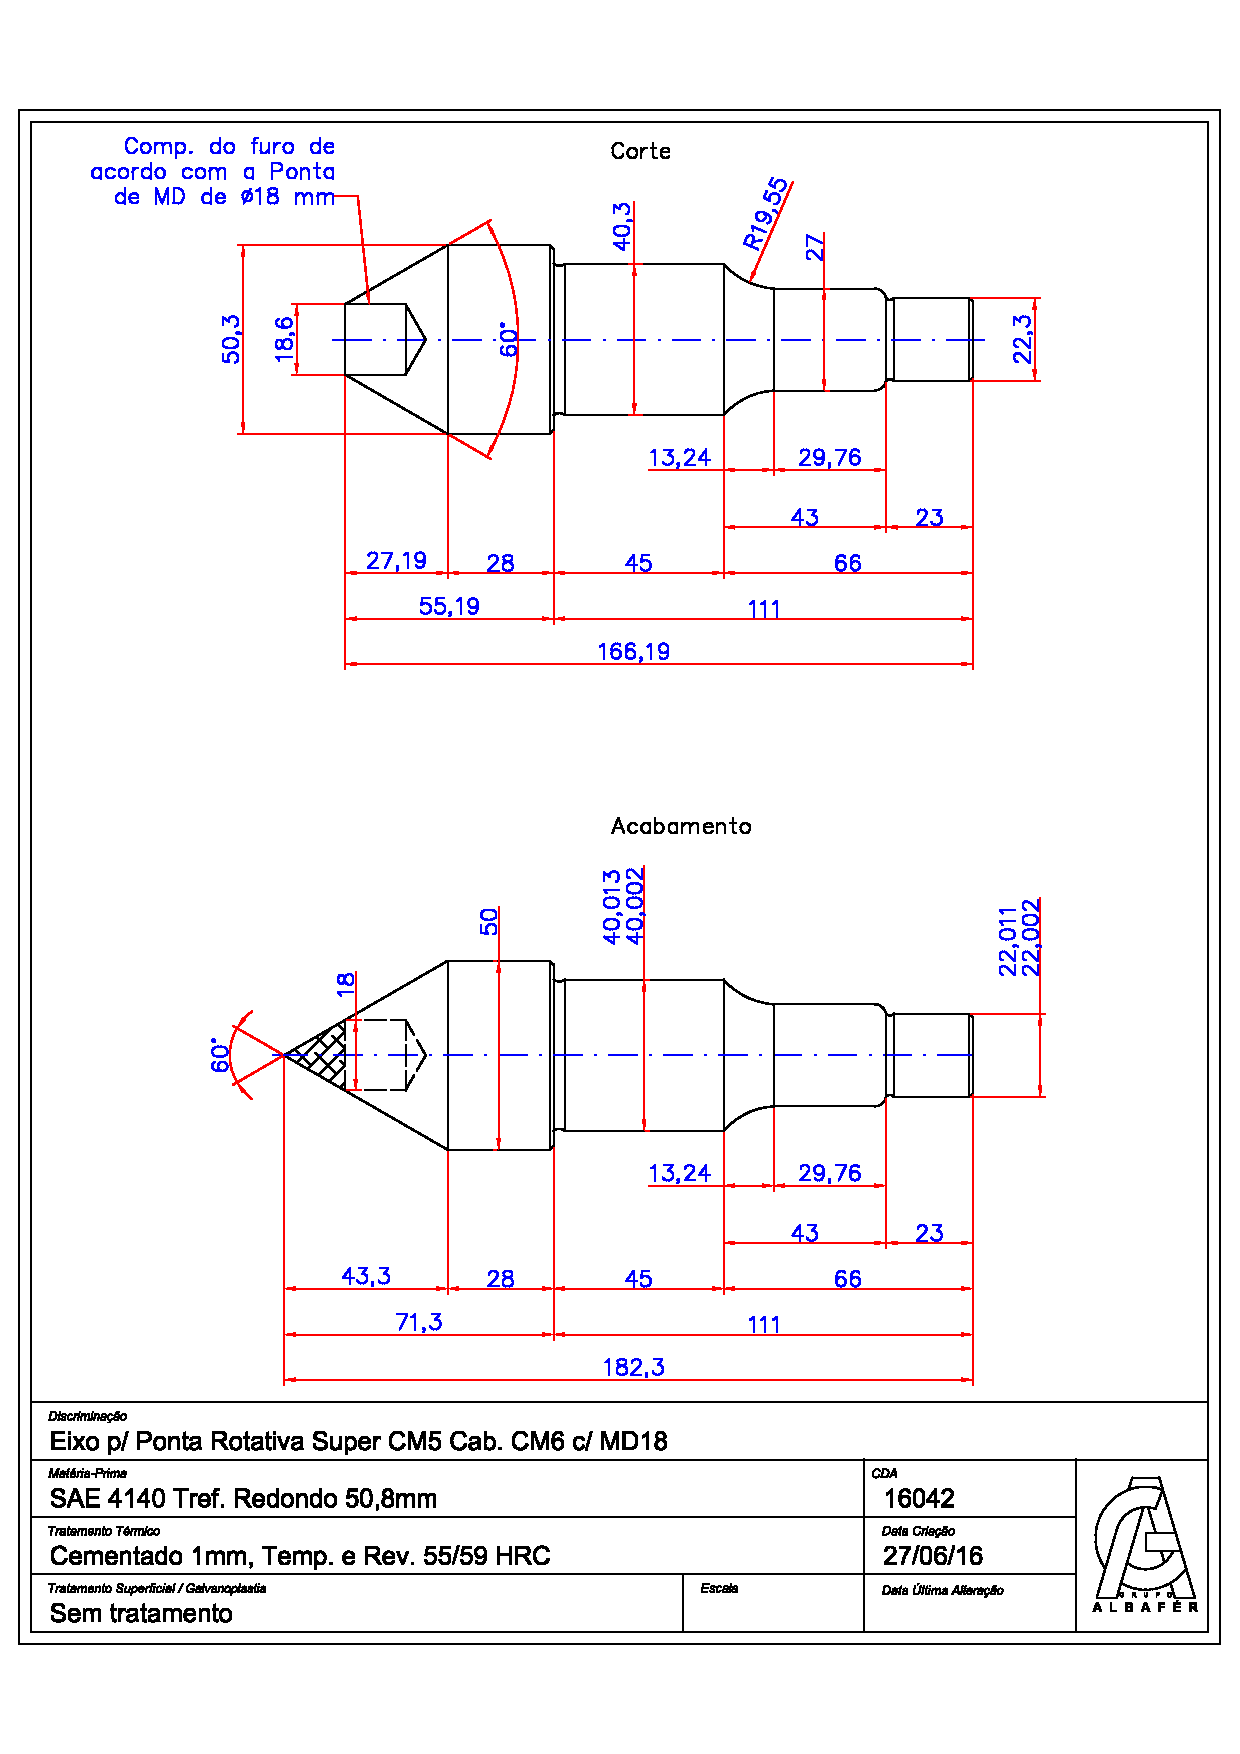 Comp. do furo de
acordo com a Ponta
de MD de ø18 mm
Corte
R19,55
40,3
27
50,3
18,6
60°
22,3
13,24
29,76
43
23
27,19
28
45
66
55,19
111
166,19
Acabamento
40,013
40,002
50
22,011
22,002
18
60°
13,24
29,76
43
23
43,3
28
45
66
71,3
111
182,3
Discriminação
Eixo p/ Ponta Rotativa Super CM5 Cab. CM6 c/ MD18
Matéria-Prima
SAE 4140 Tref. Redondo 50,8mm
CDA
16042
Tratamento Térmico
Cementado 1mm, Temp. e Rev. 55/59 HRC
Data Criação
27/06/16
Tratamento Superficial / Galvanoplastia
Sem tratamento
Escala
Data Última Alteração
GRUPO
ALBAFÉR